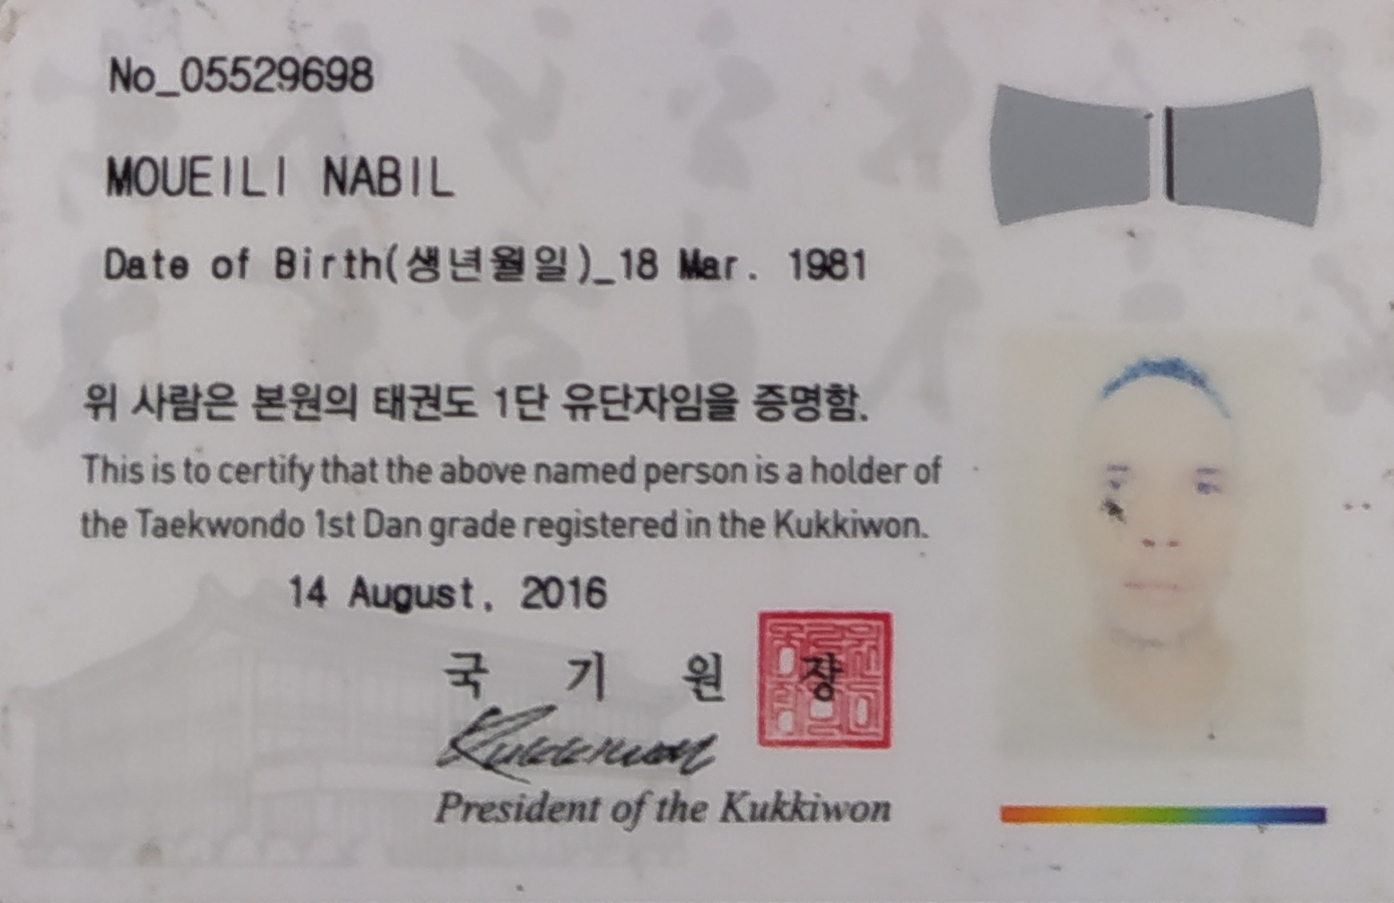 No_05529698
MOUEILI NABIL
Date of Birth(생년월일)_18 Mar. 1981
위 사람은 본원의 태권도 1단 유단자임을 증명함.
This is to certify that the above named person is a holder of
the Taekwondo 1st Dan grade registered in the Kukkiwon.
14 August, 2016
국 기 원 장
Kukkiwon
President of the Kukkiwon